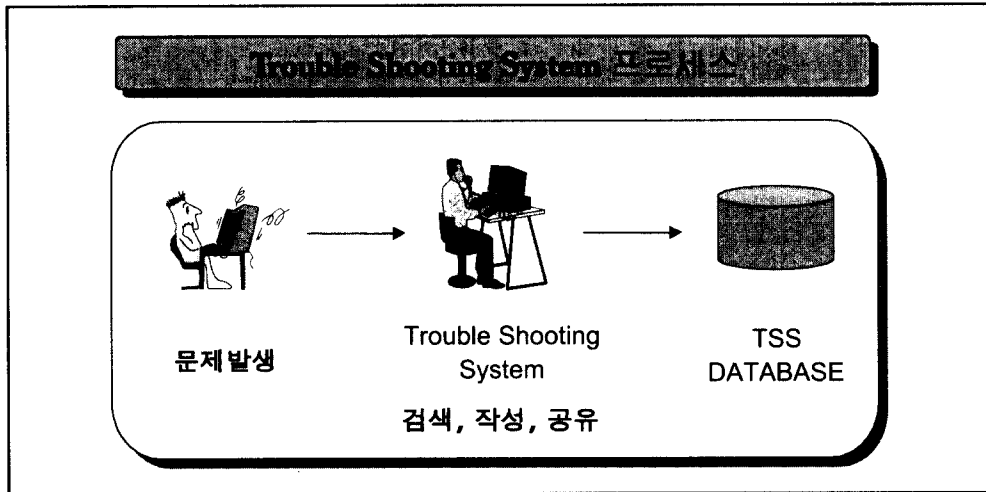 Trouble Shooting System 프로세스
문제발생
Trouble Shooting
System
검색, 작성, 공유
TSS
DATABASE